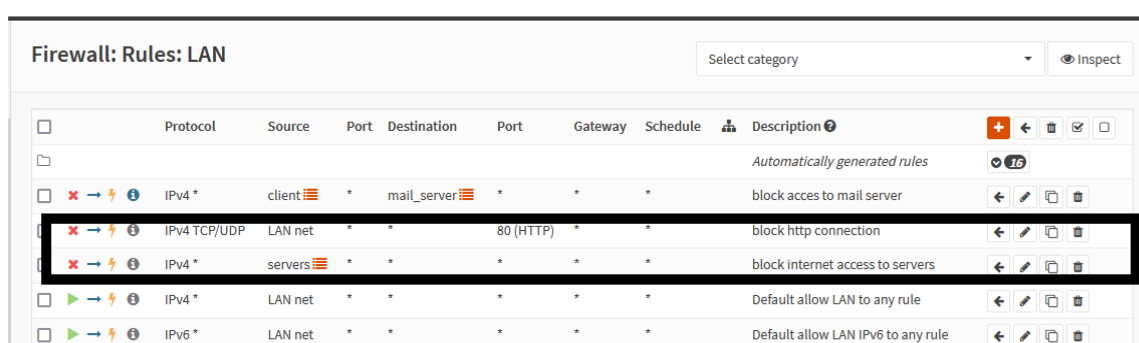 Firewall: Rules: LAN
Select category
Inspect
Protocol Source Port Destination Port Gateway Schedule Description
Automatically generated rules 16
IPv4 * client * mail_server * * * block acces to mail server
IPv4 TCP/UDP LAN net * * 80 (HTTP) * * block http connection
IPv4 * servers * * * * * block internet access to servers
IPv4 * LAN net * * * * * Default allow LAN to any rule
IPv6 * LAN net * * * * * Default allow LAN IPv6 to any rule